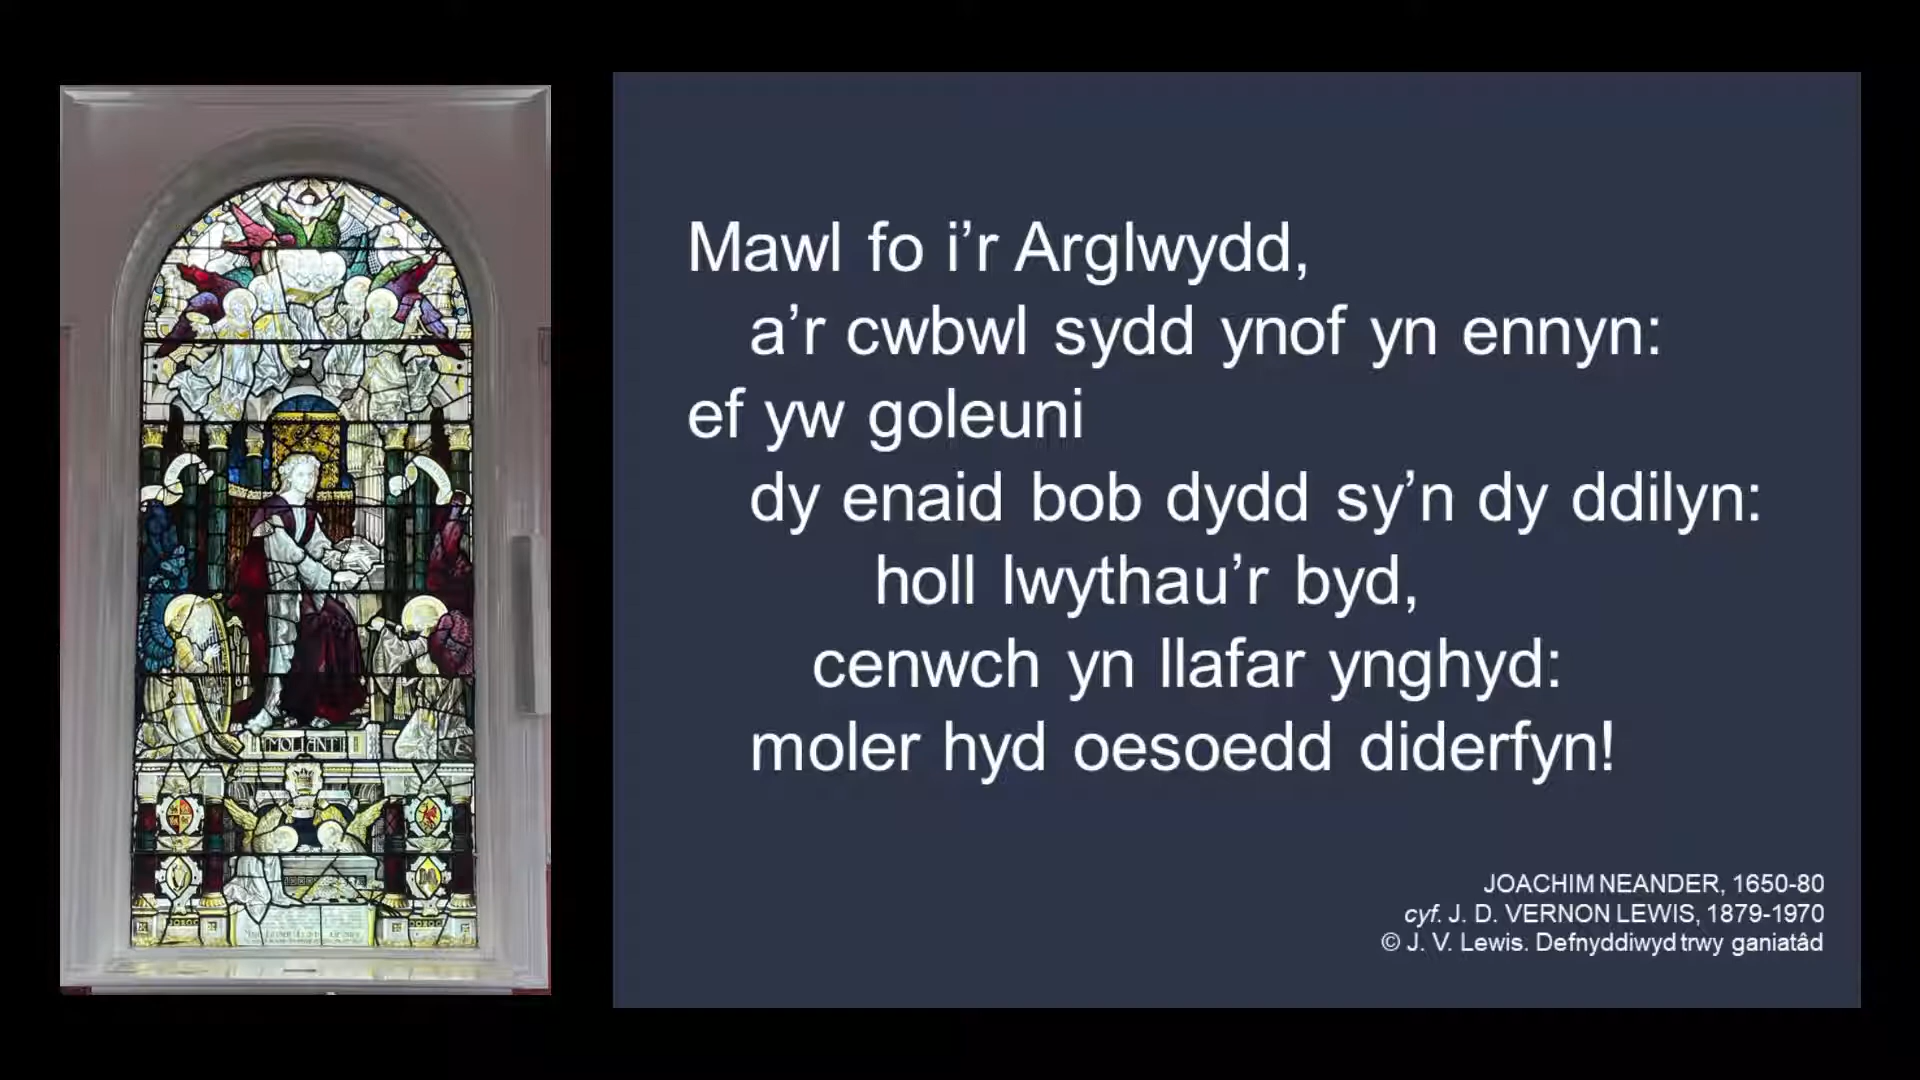 Mawl fo i’r Arglwydd,
a’r cwbwl sydd ynof yn ennyn:
ef yw goleuni
dy enaid bob dydd sy’n dy ddilyn:
holl lwythau’r byd,
cenwch yn llafar ynghyd:
moler hyd oesoedd diderfyn!
JOACHIM NEANDER, 1650-80
cyf. J. D. VERNON LEWIS, 1879-1970
© J. V. Lewis. Defnyddiwyd trwy ganiatâd
MOLIANT